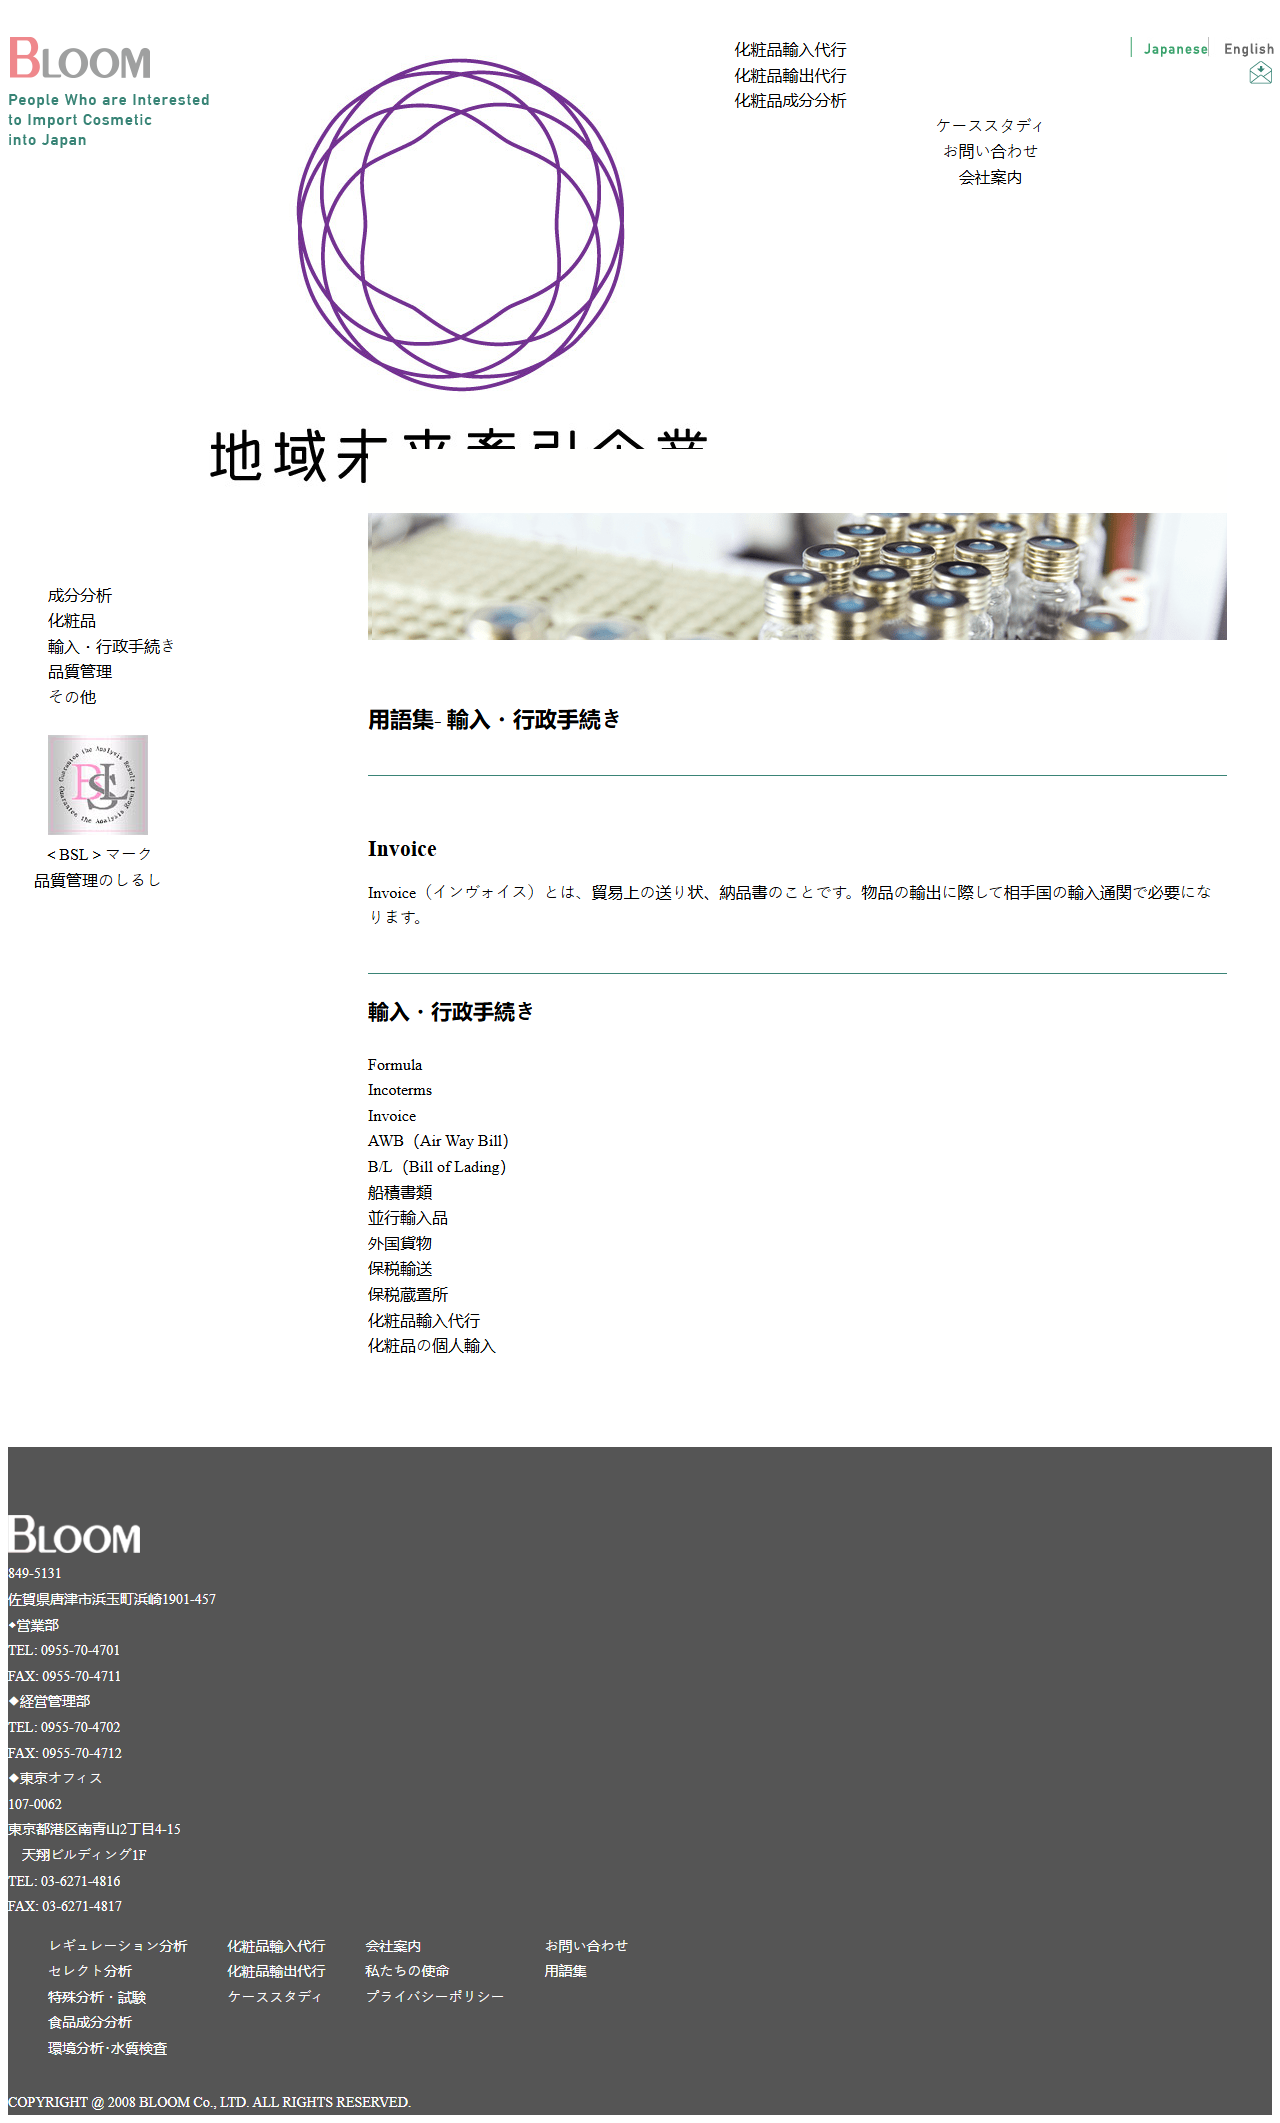 BLOOM
People Who are Interested
to Import Cosmetic
into Japan
化粧品輸入代行
化粧品輸出代行
化粧品成分分析
ケーススタディ
お問い合わせ
会社案内
Japanese
English
地域未来牽引企業
成分分析
化粧品
輸入・行政手続き
品質管理
その他
Guarantee the Analysis Result
Guarantee the Analysis Result
BSL
＜BSL＞マーク
品質管理のしるし
用語集- 輸入・行政手続き
Invoice
Invoice（インヴォイス）とは、貿易上の送り状、納品書のことです。物品の輸出に際して相手国の輸入通関で必要にな
ります。
輸入・行政手続き
Formula
Incoterms
Invoice
AWB（Air Way Bill）
B/L（Bill of Lading）
船積書類
並行輸入品
外国貨物
保税輸送
保税蔵置所
化粧品輸入代行
化粧品の個人輸入
BLOOM
849-5131
佐賀県唐津市浜玉町浜崎1901-457
◆営業部
TEL: 0955-70-4701
FAX: 0955-70-4711
◆経営管理部
TEL: 0955-70-4702
FAX: 0955-70-4712
◆東京オフィス
107-0062
東京都港区南青山2丁目4-15
　天翔ビルディング1F
TEL: 03-6271-4816
FAX: 03-6271-4817
レギュレーション分析
セレクト分析
特殊分析・試験
食品成分分析
環境分析･水質検査
化粧品輸入代行
化粧品輸出代行
ケーススタディ
会社案内
私たちの使命
プライバシーポリシー
お問い合わせ
用語集
COPYRIGHT @ 2008 BLOOM Co., LTD. ALL RIGHTS RESERVED.